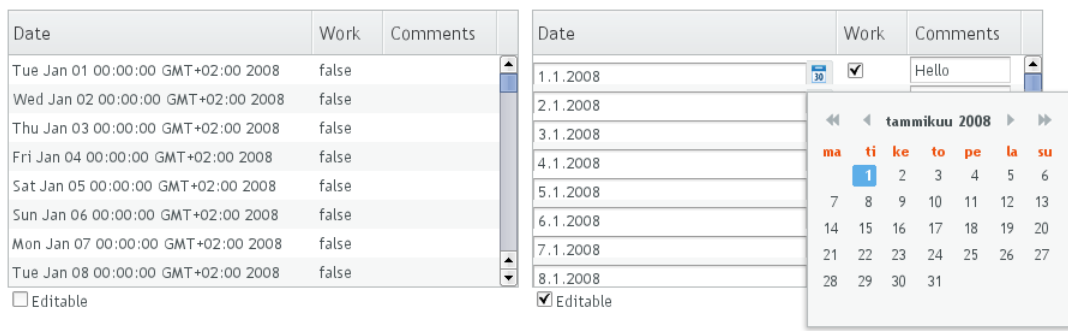 Date Work Comments
Tue Jan 01 00:00:00 GMT+02:00 2008 false
Wed Jan 02 00:00:00 GMT+02:00 2008 false
Thu Jan 03 00:00:00 GMT+02:00 2008 false
Fri Jan 04 00:00:00 GMT+02:00 2008 false
Sat Jan 05 00:00:00 GMT+02:00 2008 false
Sun Jan 06 00:00:00 GMT+02:00 2008 false
Mon Jan 07 00:00:00 GMT+02:00 2008 false
Tue Jan 08 00:00:00 GMT+02:00 2008 false
Editable
Date Work Comments
1.1.2008 30 Hello
2.1.2008
3.1.2008
4.1.2008
5.1.2008
6.1.2008
7.1.2008
8.1.2008
Editable
tammikuu 2008
ma ti ke to pe la su
1 2 3 4 5 6
7 8 9 10 11 12 13
14 15 16 17 18 19 20
21 22 23 24 25 26 27
28 29 30 31